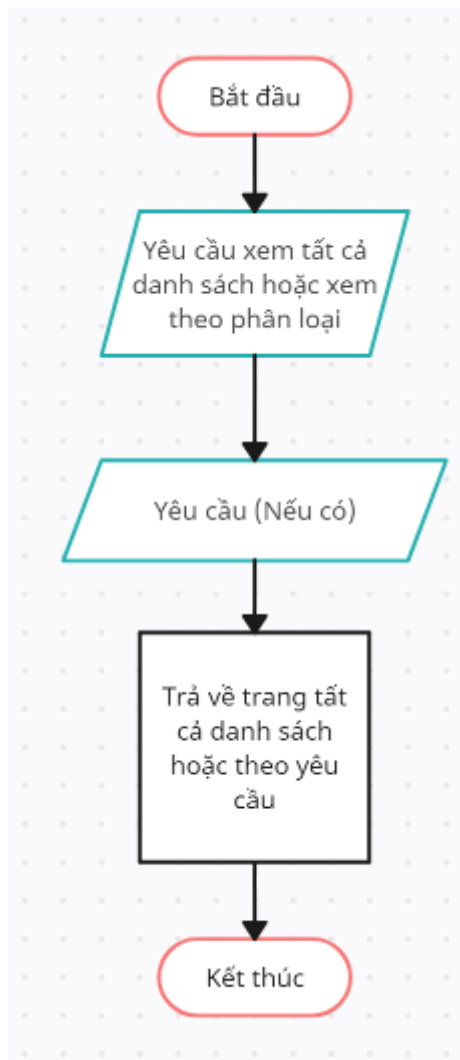 Bắt đầu
Yêu cầu xem tất cả
danh sách hoặc xem
theo phân loại
Yêu cầu (Nếu có)
Trả về trang tất
cả danh sách
hoặc theo yêu
cầu
Kết thúc